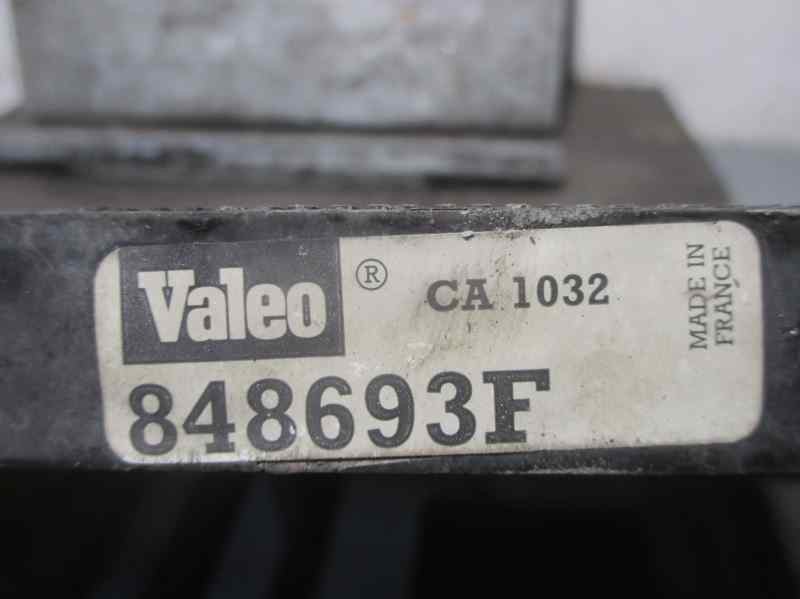 Valeo ® CA 1032
848693F
MADE IN
FRANCE